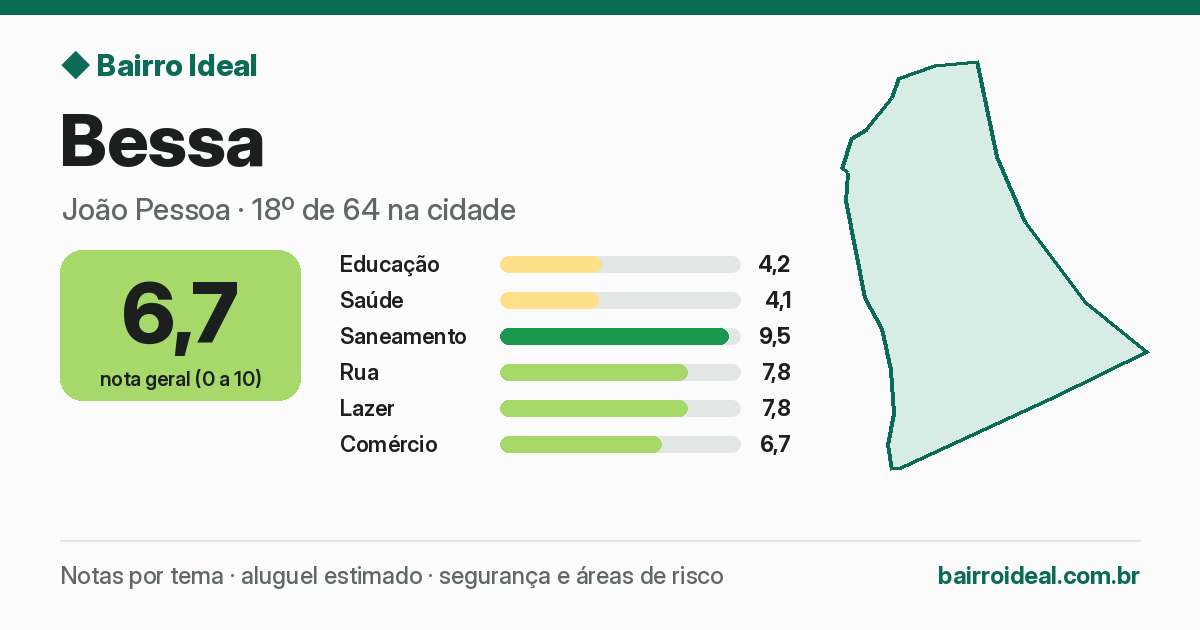 Bairro Ideal
Bessa
João Pessoa · 18º de 64 na cidade
6,7
nota geral (0 a 10)
Educação 4,2
Saúde 4,1
Saneamento 9,5
Rua 7,8
Lazer 7,8
Comércio 6,7
Notas por tema · aluguel estimado · segurança e áreas de risco
bairroideal.com.br